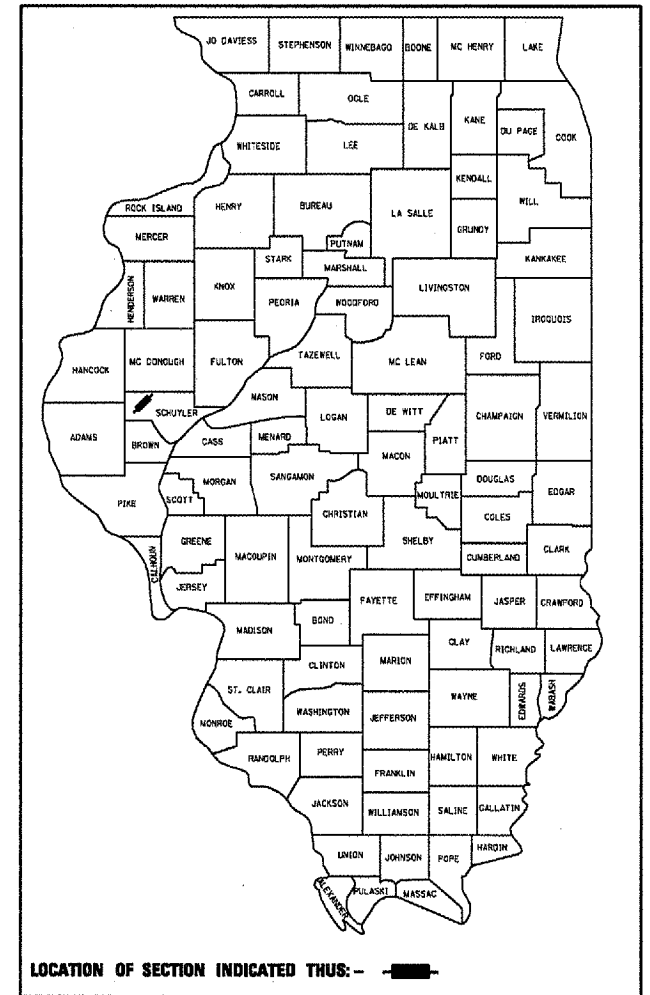 JO DAVIESS STEPHENSON WINNEBAGO BOONE MC HENRY LAKE
CARROLL OGLE DE KALB KANE DU PAGE COOK
WHITESIDE LEE KENDALL WILL
ROCK ISLAND HENRY BUREAU LA SALLE GRUNDY
MERCER PUTNAM KANKAKEE
HENDERSON WARREN KNOX STARK MARSHALL LIVINGSTON
PEORIA WOODFORD IROQUOIS
HANCOCK MC DONOUGH FULTON TAZEWELL MC LEAN FORD
SCHUYLER MASON LOGAN DE WITT CHAMPAIGN VERMILION
ADAMS BROWN CASS MENARD MACON PIATT
PIKE SCOTT MORGAN SANGAMON MOULTRIE DOUGLAS EDGAR
CHRISTIAN COLES
CALHOUN GREENE MACOUPIN MONTGOMERY SHELBY CUMBERLAND CLARK
JERSEY FAYETTE EFFINGHAM JASPER CRAWFORD
MADISON BOND
CLINTON MARION CLAY RICHLAND LAWRENCE
ST. CLAIR WASHINGTON WAYNE EDWARDS WABASH
MONROE JEFFERSON
RANDOLPH PERRY HAMILTON WHITE
FRANKLIN
JACKSON WILLIAMSON SALINE GALLATIN
UNION JOHNSON POPE HARDIN
ALEXANDER PULASKI MASSAC
LOCATION OF SECTION INDICATED THUS:-